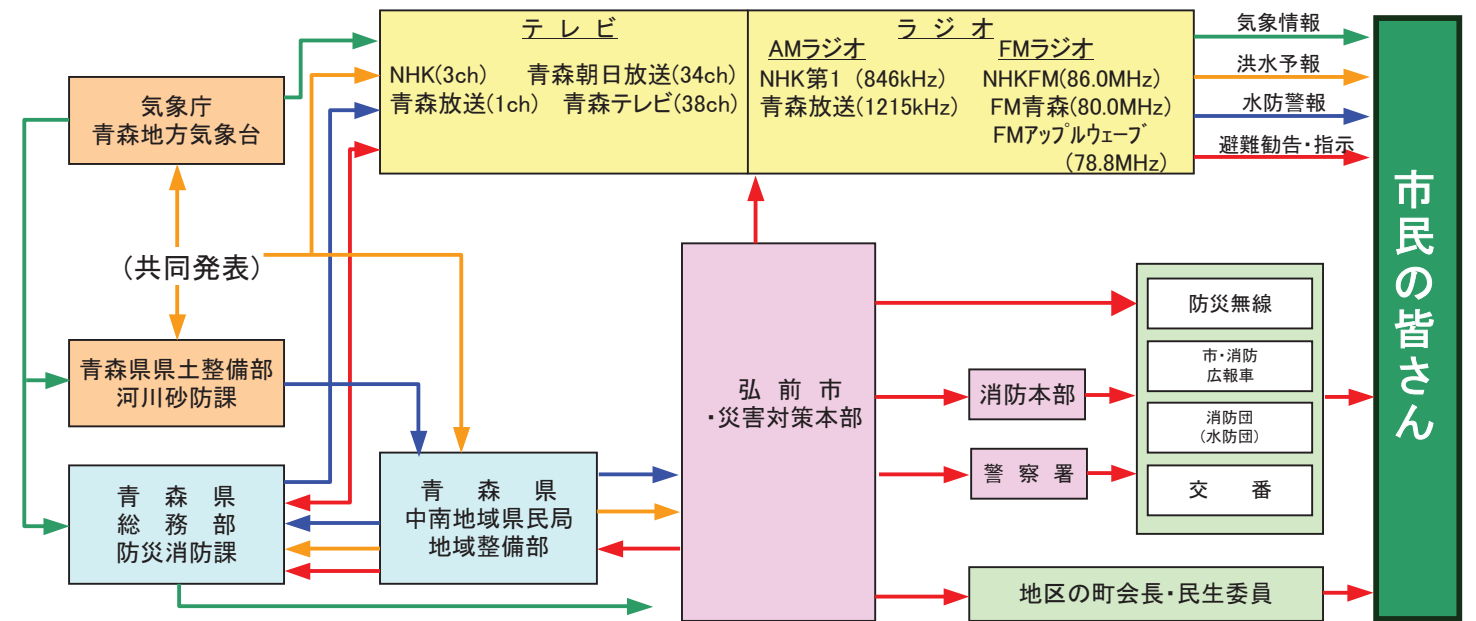 テ レ ビ
NHK(3ch) 青森朝日放送(34ch)
青森放送(1ch) 青森テレビ(38ch)
ラ ジ オ
AMラジオ
NHK第1 (846kHz)
青森放送(1215kHz)
FMラジオ
NHKFM(86.0MHz)
FM青森(80.0MHz)
FMアップルウェーブ
(78.8MHz)
気象情報
洪水予報
水防警報
避難勧告・指示
市民の皆さん
気象庁
青森地方気象台
(共同発表)
青森県県土整備部
河川砂防課
青 森 県
総 務 部
防災消防課
青 森 県
中南地域県民局
地域整備部
弘 前 市
・災害対策本部
消防本部
警 察 署
防災無線
市・消防
広報車
消防団
(水防団)
交 番
地区の町会長・民生委員